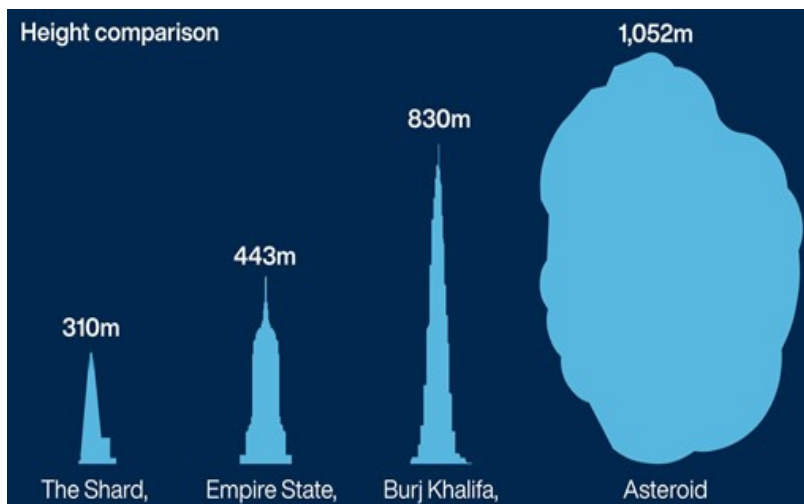 Height comparison
1,052m
830m
443m
310m
The Shard,
Empire State,
Burj Khalifa,
Asteroid